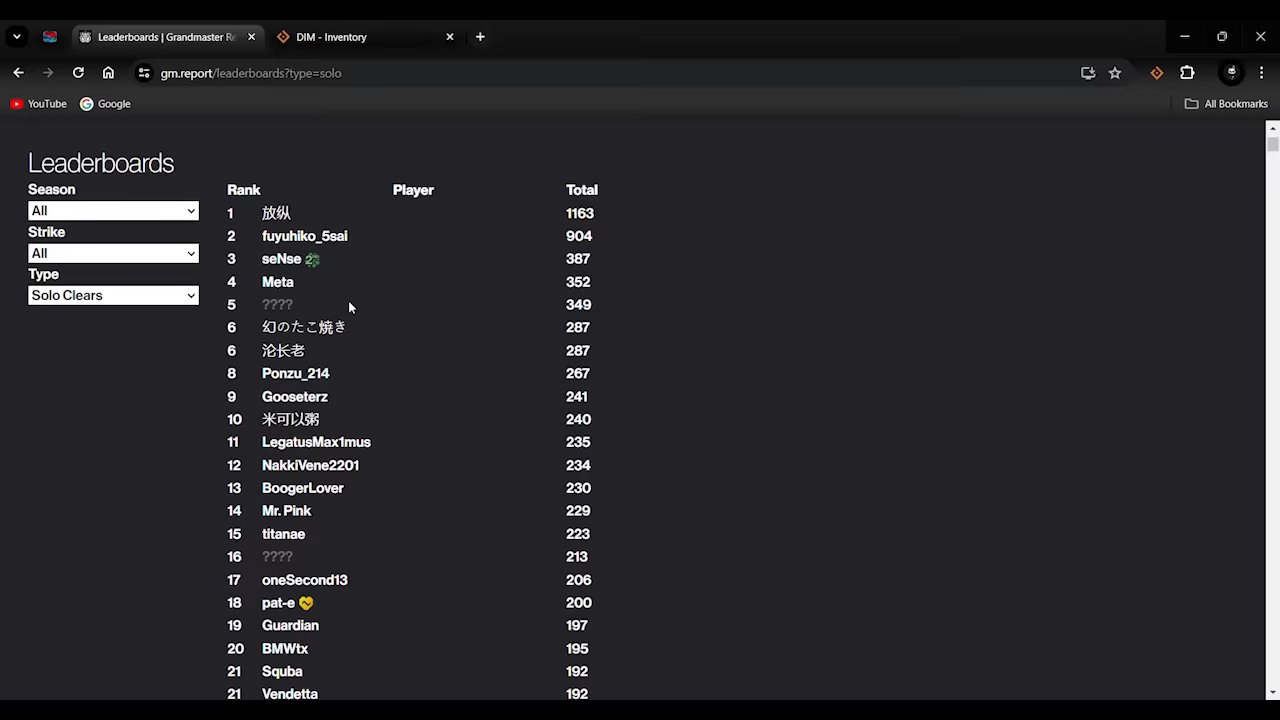 Leaderboards | Grandmaster Re
DIM - Inventory
gm.report/leaderboards?type=solo
YouTube Google All Bookmarks
Leaderboards
Season
All
Strike
All
Type
Solo Clears
Rank Player Total
1 放纵 1163
2 fuyuhiko_5sai 904
3 seNse 387
4 Meta 352
5 ???? 349
6 幻のたこ焼き 287
6 沦长老 287
8 Ponzu_214 267
9 Gooseterz 241
10 米可以粥 240
11 LegatusMax1mus 235
12 NakkiVene2201 234
13 BoogerLover 230
14 Mr. Pink 229
15 titanae 223
16 ???? 213
17 oneSecond13 206
18 pat-e 200
19 Guardian 197
20 BMWtx 195
21 Squba 192
21 Vendetta 192